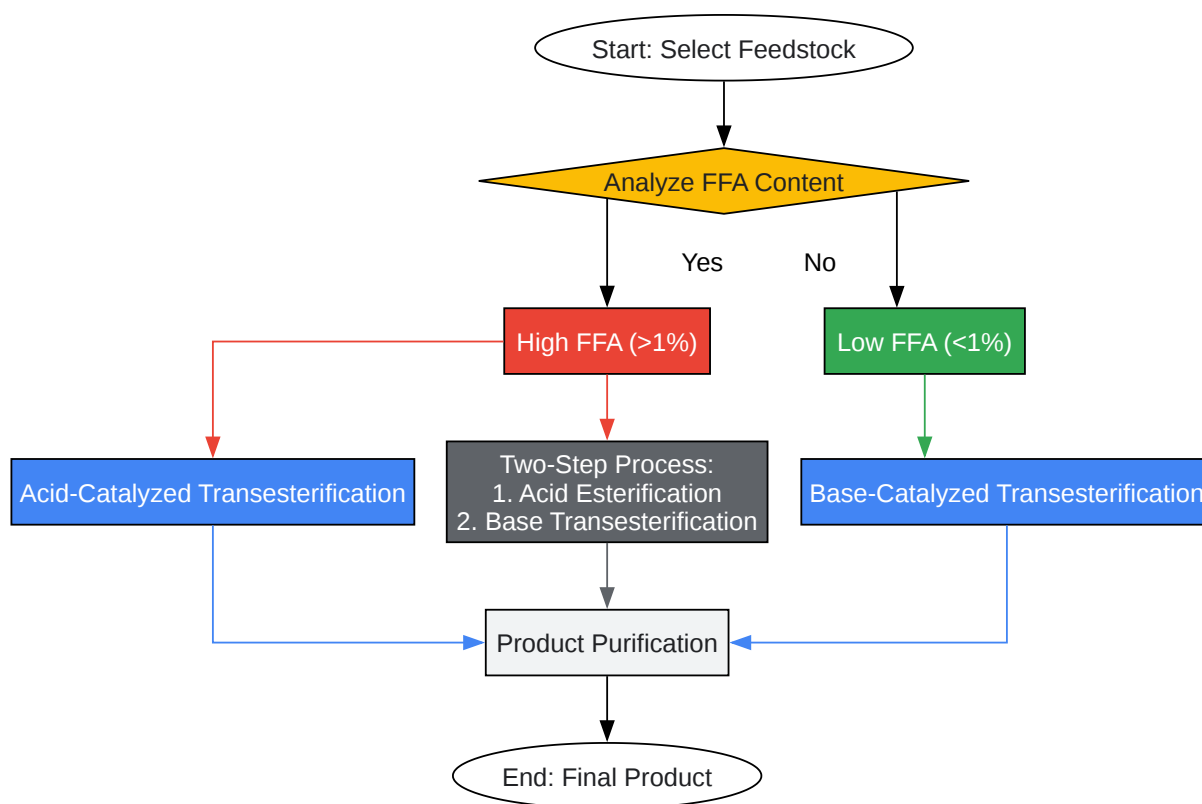 Start: Select Feedstock
Analyze FFA Content
Yes
No
High FFA (>1%)
Low FFA (<1%)
Acid-Catalyzed Transesterification
Two-Step Process:
1. Acid Esterification
2. Base Transesterification
Base-Catalyzed Transesterification
Product Purification
End: Final Product